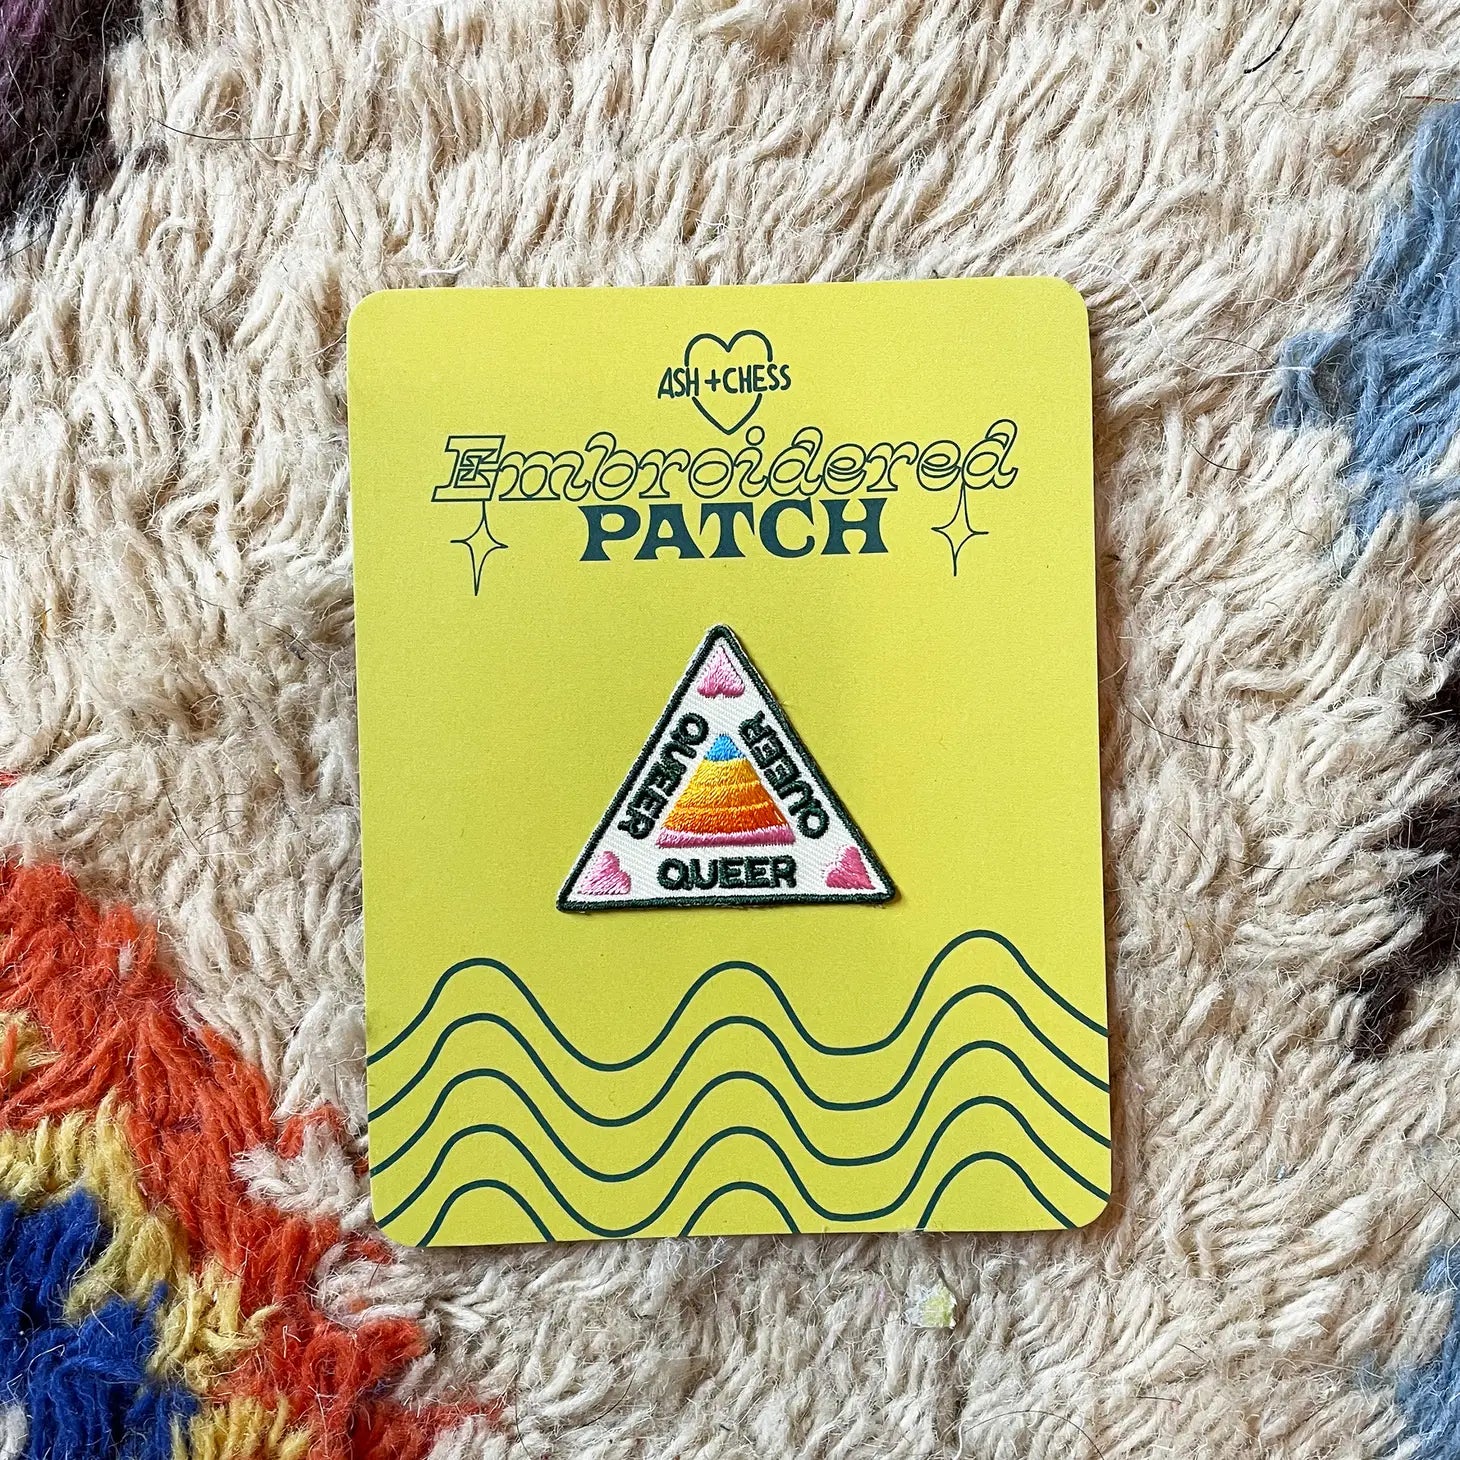 ASH + CHESS
Embroidered
PATCH
QUEER
QUEER
QUEER